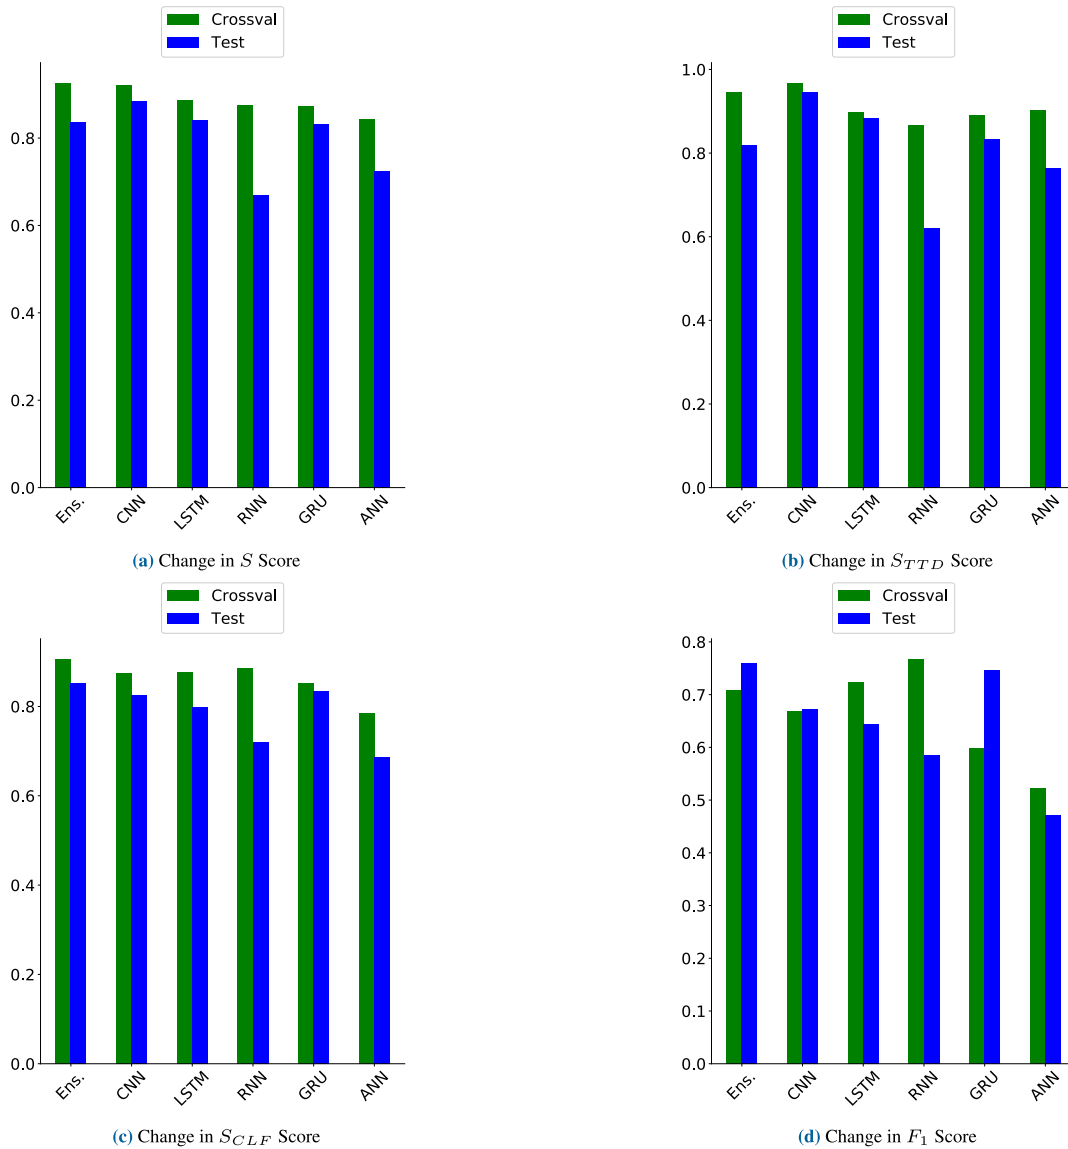 Crossval
Test
0.8
0.6
0.4
0.2
0.0
Ens.
CNN
LSTM
RNN
GRU
ANN
(a) Change in S Score
Crossval
Test
1.0
0.8
0.6
0.4
0.2
0.0
Ens.
CNN
LSTM
RNN
GRU
ANN
(b) Change in S_{TTD} Score
Crossval
Test
0.8
0.6
0.4
0.2
0.0
Ens.
CNN
LSTM
RNN
GRU
ANN
(c) Change in S_{CLF} Score
Crossval
Test
0.8
0.7
0.6
0.5
0.4
0.3
0.2
0.1
0.0
Ens.
CNN
LSTM
RNN
GRU
ANN
(d) Change in F_1 Score